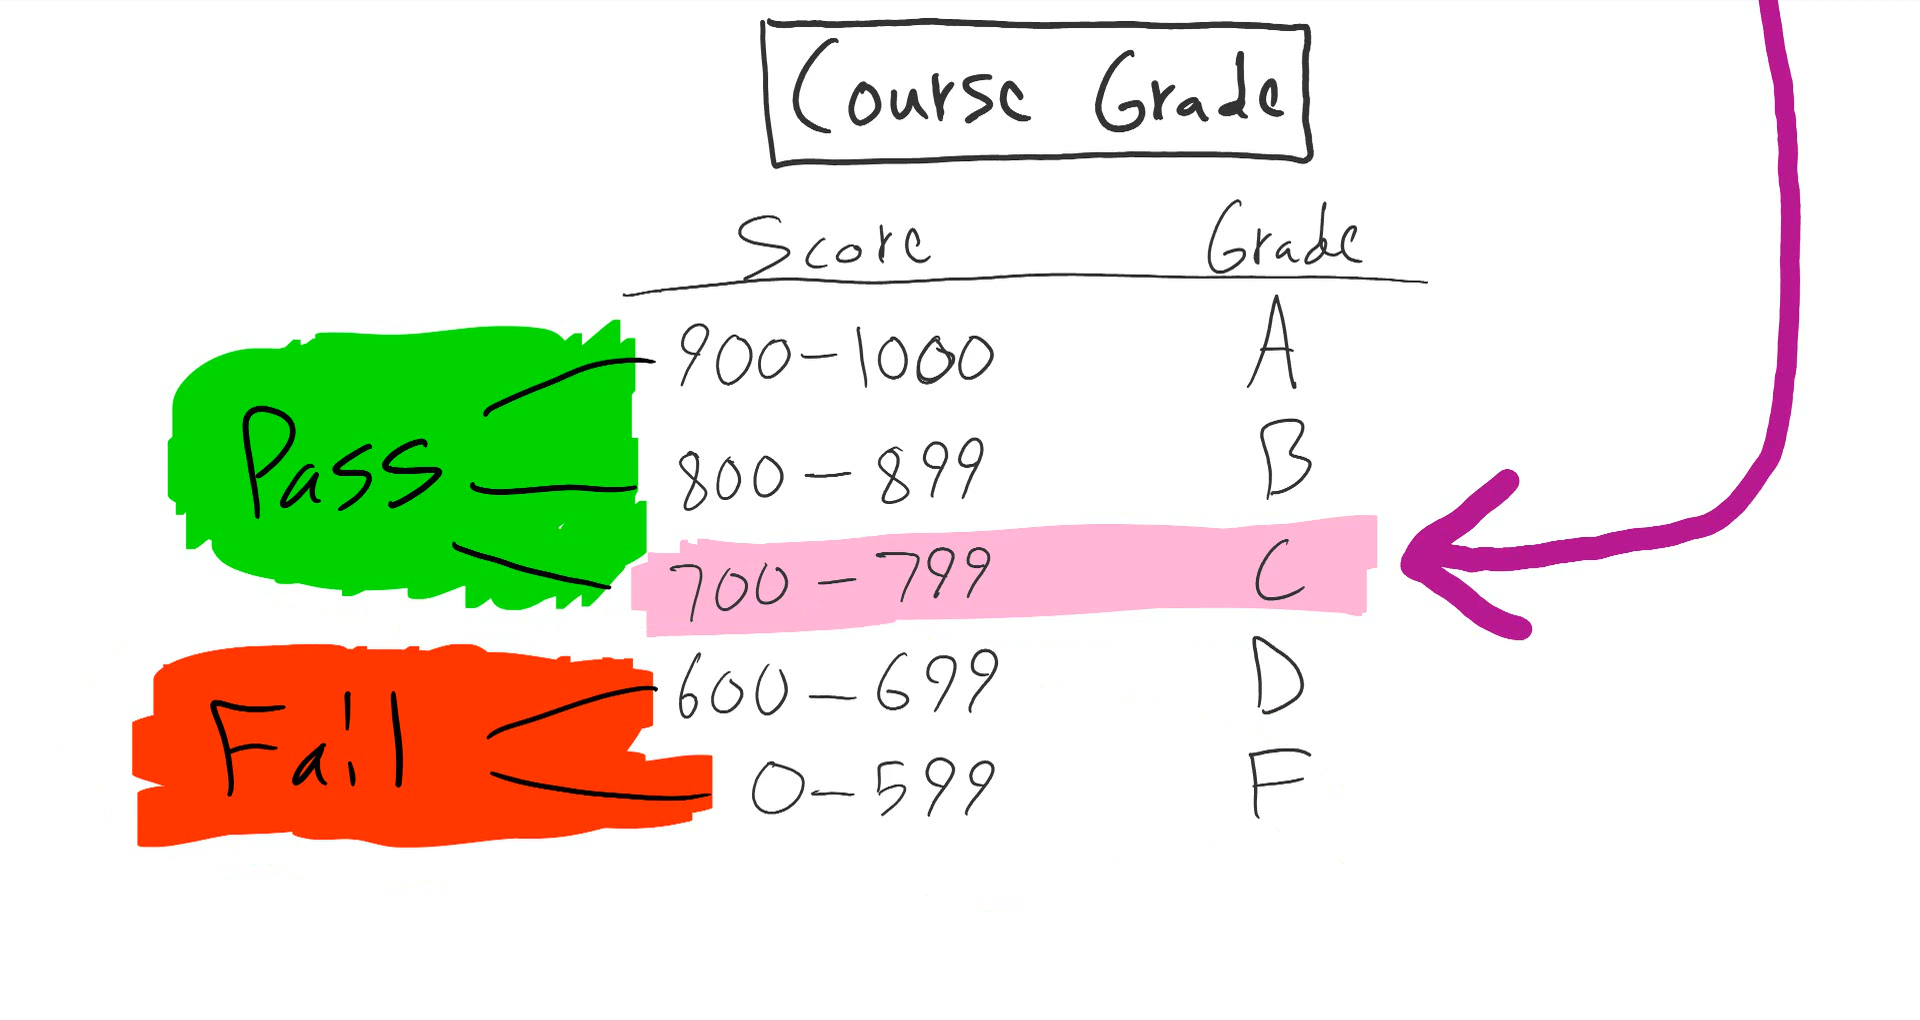 Course Grade
Score Grade
900-1000 A
800-899 B
Pass
700-799 C
600-699 D
Fail
0-599 F